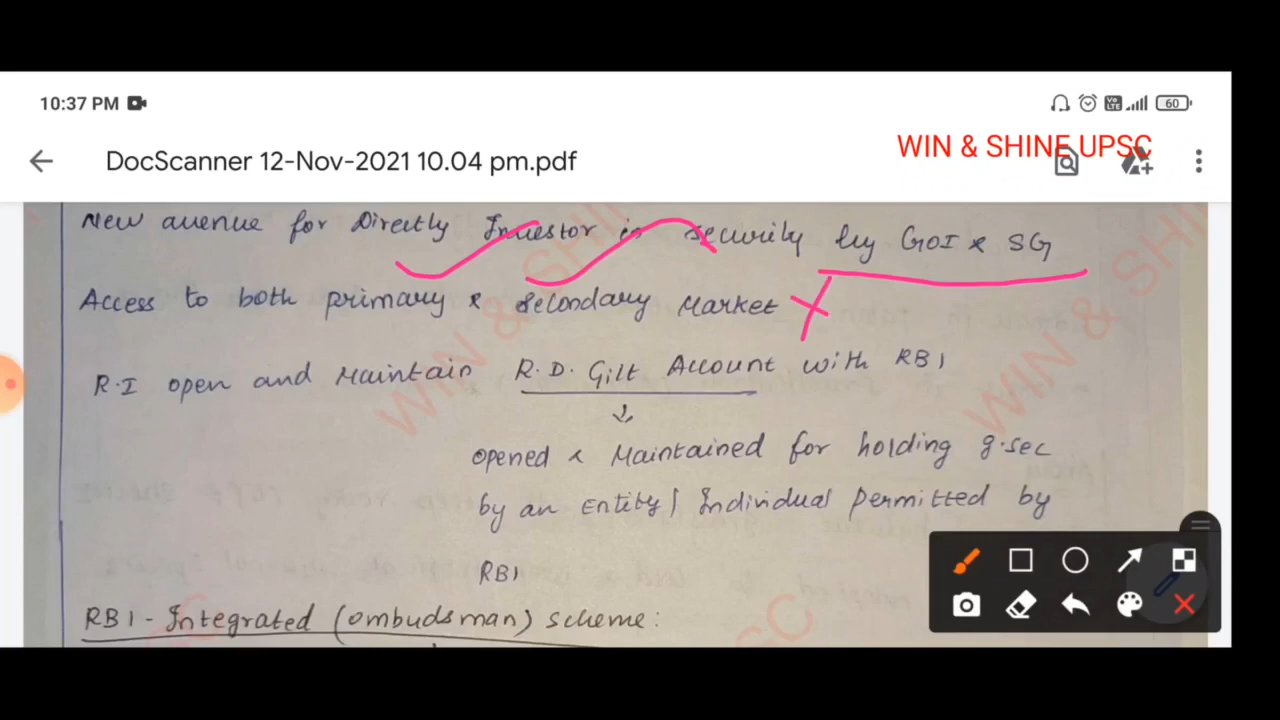 10:37 PM
60
DocScanner 12-Nov-2021 10.04 pm.pdf
WIN & SHINE UPSC
New avenue for Directly Investor in security by GOI & SG
Access to both primary & Secondary Market
R.I open and Maintain R.D. Gilt Account with RBI
Opened & Maintained for holding g.sec
by an Entity/Individual permitted by
RBI
RBI - Integrated (ombudsman) scheme: